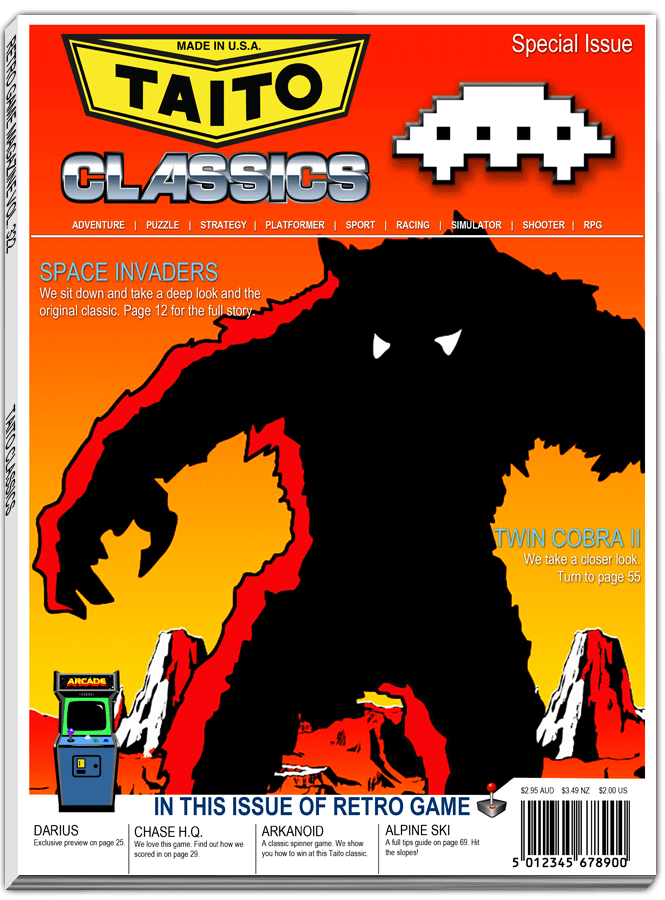 MADE IN U.S.A.
TAITO
CLASSICS
Special Issue
ADVENTURE | PUZZLE | STRATEGY | PLATFORMER | SPORT | RACING | SIMULATOR | SHOOTER | RPG
SPACE INVADERS
We sit down and take a deep look and the
original classic. Page 12 for the full story.
TWIN COBRA II
We take a closer look.
Turn to page 55
ARCADE
IN THIS ISSUE OF RETRO GAME
$2.95 AUD $3.49 NZ $2.00 US
DARIUS
Exclusive preview on page 25.
CHASE H.Q.
We love this game. Find out how we
scored in on page 29.
ARKANOID
A classic spinner game. We show
you how to win at this Taito classic.
ALPINE SKI
A full tips guide on page 69. Hit
the slopes!
5 012345 678900
RETRO GAME MAGAZINE
TAITO CLASSICS